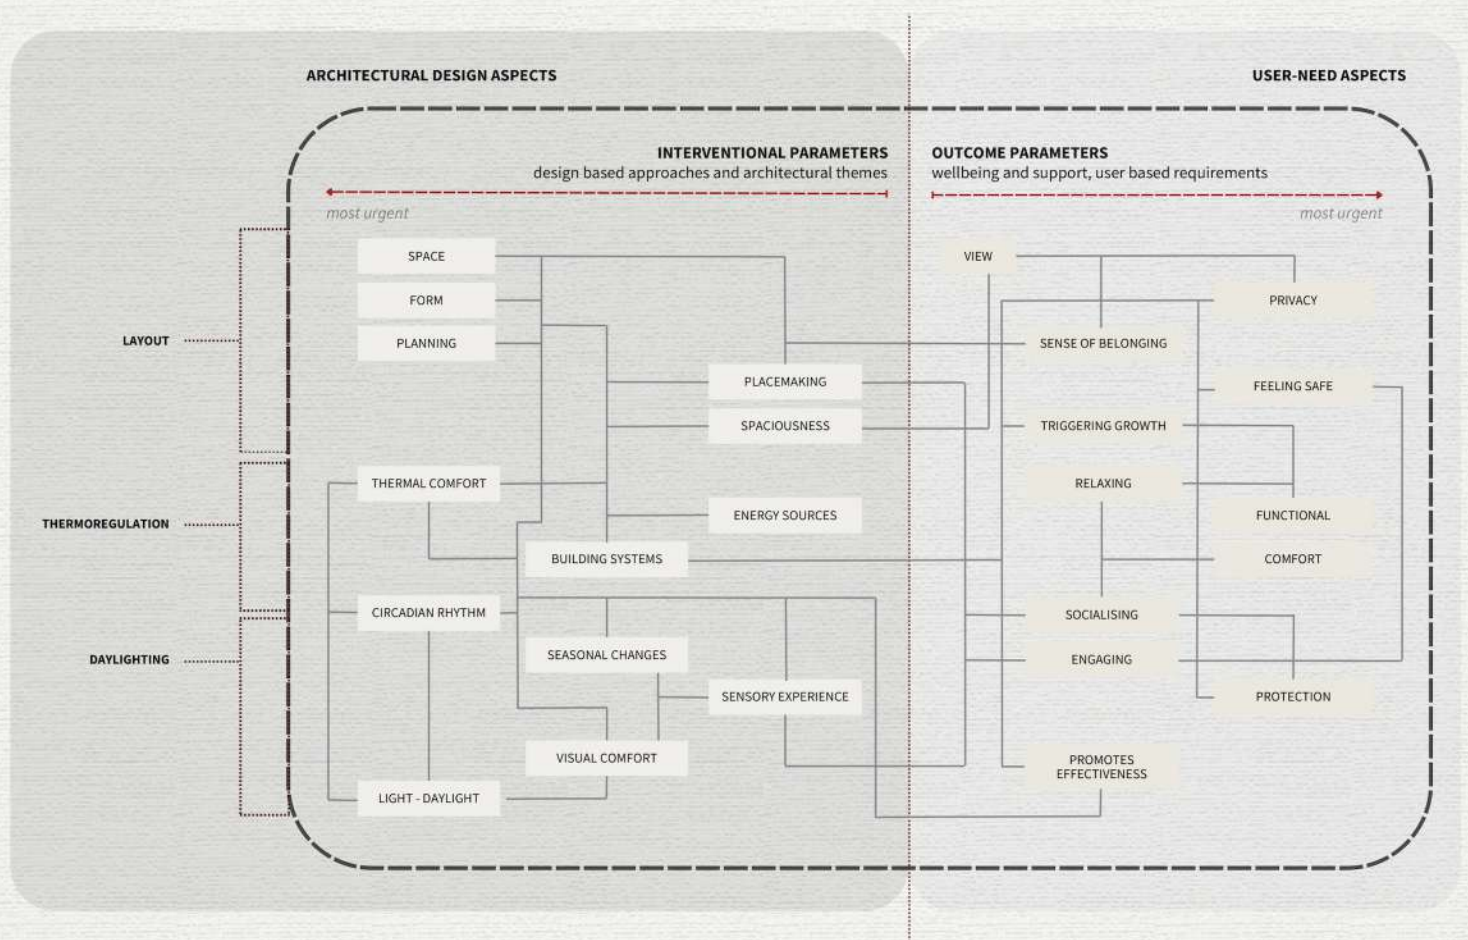 ARCHITECTURAL DESIGN ASPECTS
USER-NEED ASPECTS
INTERVENTIONAL PARAMETERS
design based approaches and architectural themes
most urgent
OUTCOME PARAMETERS
wellbeing and support, user based requirements
most urgent
LAYOUT
THERMOREGULATION
DAYLIGHTING
SPACE
FORM
PLANNING
PLACEMAKING
SPACIOUSNESS
THERMAL COMFORT
ENERGY SOURCES
BUILDING SYSTEMS
CIRCADIAN RHYTHM
SEASONAL CHANGES
SENSORY EXPERIENCE
VISUAL COMFORT
LIGHT - DAYLIGHT
VIEW
PRIVACY
SENSE OF BELONGING
FEELING SAFE
TRIGGERING GROWTH
RELAXING
FUNCTIONAL
COMFORT
SOCIALISING
ENGAGING
PROTECTION
PROMOTES
EFFECTIVENESS